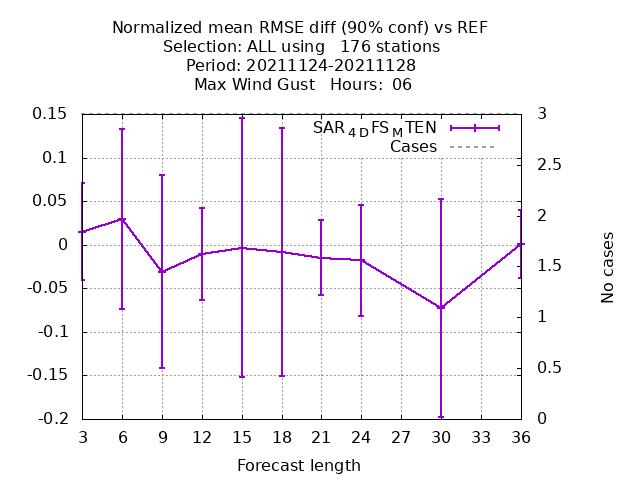 Normalized mean RMSE diff (90% conf) vs REF
Selection: ALL using   176 stations
Period: 20211124-20211128
Max Wind Gust   Hours:  06
SAR4DFSMTEN
Cases
0.15
0.1
0.05
0
-0.05
-0.1
-0.15
-0.2
3
2.5
2
1.5
1
0.5
0
No cases
3 6 9 12 15 18 21 24 27 30 33 36
Forecast length